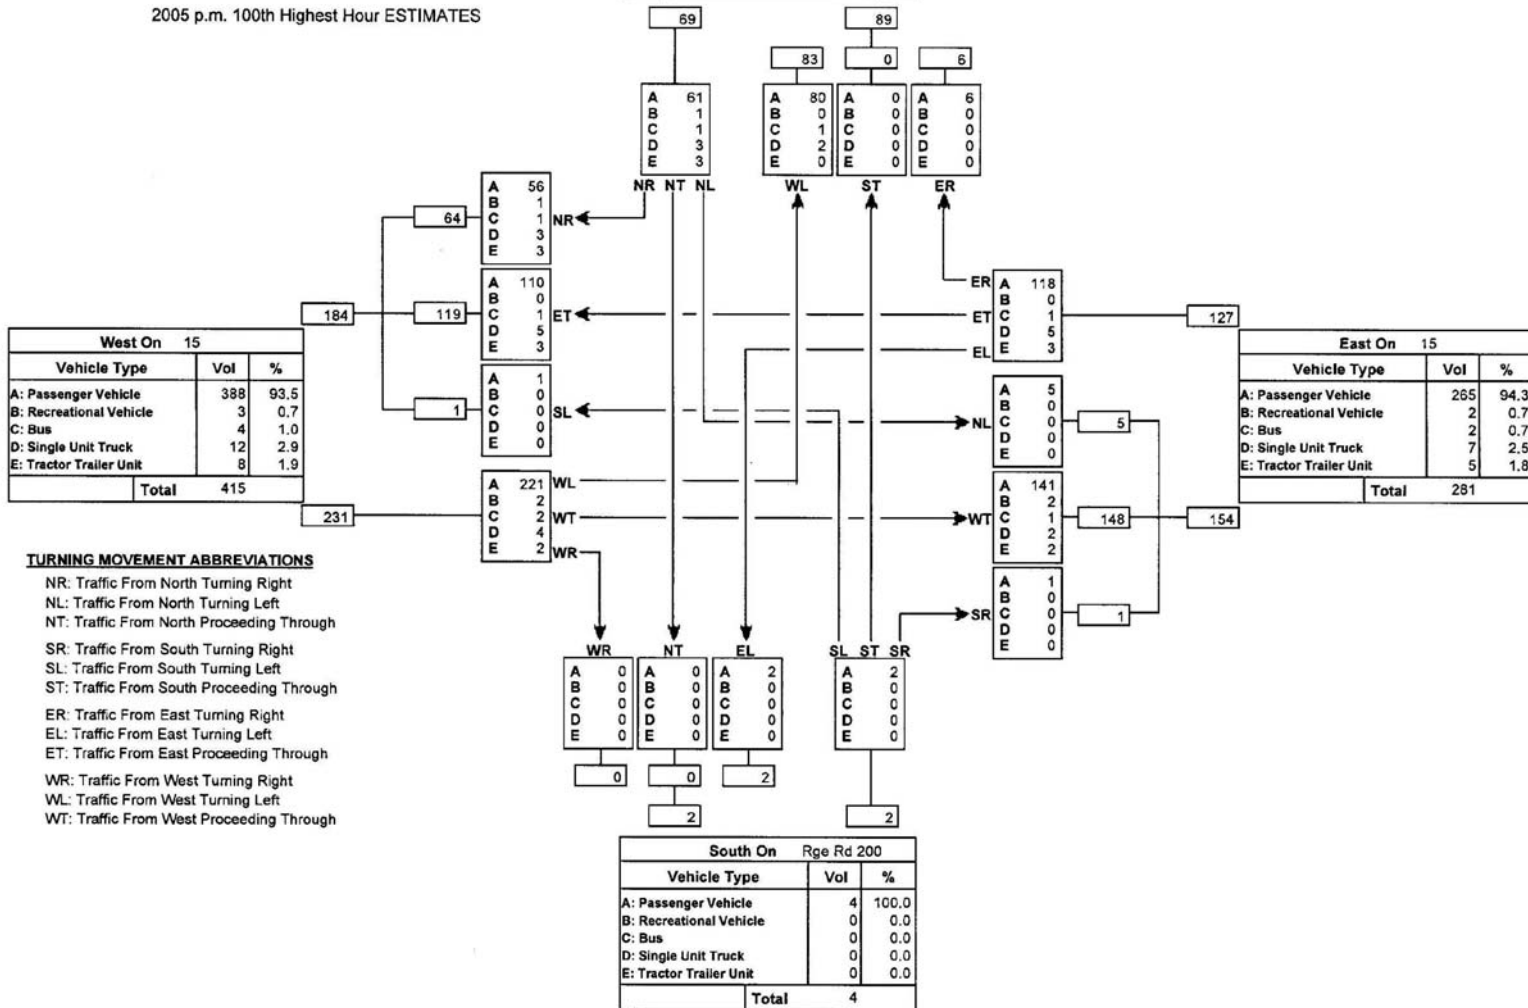 2005 p.m. 100th Highest Hour ESTIMATES
69
89
83
0
6
A 61
B 1
C 1
D 3
E 3
A 80
B 0
C 1
D 2
E 0
A 0
B 0
C 0
D 0
E 0
A 6
B 0
C 0
D 0
E 0
NR NT NL
WL
ST
ER
A 56
B 1
C 1
D 3
E 3
64
NR
A 110
B 0
C 1
D 5
E 3
184
119
ET
A 1
B 0
C 0
D 0
E 0
1
SL
A 221
B 2
C 2
D 4
E 2
231
WL
WT
WR
ER
ET
EL
A 118
B 0
C 1
D 5
E 3
127
A 5
B 0
C 0
D 0
E 0
NL
5
A 141
B 2
C 1
D 2
E 2
WT
148
154
A 1
B 0
C 0
D 0
E 0
SR
1
West On 15
Vehicle Type Vol %
A: Passenger Vehicle 388 93.5
B: Recreational Vehicle 3 0.7
C: Bus 4 1.0
D: Single Unit Truck 12 2.9
E: Tractor Trailer Unit 8 1.9
Total 415
East On 15
Vehicle Type Vol %
A: Passenger Vehicle 265 94.3
B: Recreational Vehicle 2 0.7
C: Bus 2 0.7
D: Single Unit Truck 7 2.5
E: Tractor Trailer Unit 5 1.8
Total 281
TURNING MOVEMENT ABBREVIATIONS
NR: Traffic From North Turning Right
NL: Traffic From North Turning Left
NT: Traffic From North Proceeding Through
SR: Traffic From South Turning Right
SL: Traffic From South Turning Left
ST: Traffic From South Proceeding Through
ER: Traffic From East Turning Right
EL: Traffic From East Turning Left
ET: Traffic From East Proceeding Through
WR: Traffic From West Turning Right
WL: Traffic From West Turning Left
WT: Traffic From West Proceeding Through
WR
NT
EL
SL ST SR
A 0
B 0
C 0
D 0
E 0
A 0
B 0
C 0
D 0
E 0
A 2
B 0
C 0
D 0
E 0
A 2
B 0
C 0
D 0
E 0
0
0
2
2
2
South On Rge Rd 200
Vehicle Type Vol %
A: Passenger Vehicle 4 100.0
B: Recreational Vehicle 0 0.0
C: Bus 0 0.0
D: Single Unit Truck 0 0.0
E: Tractor Trailer Unit 0 0.0
Total 4